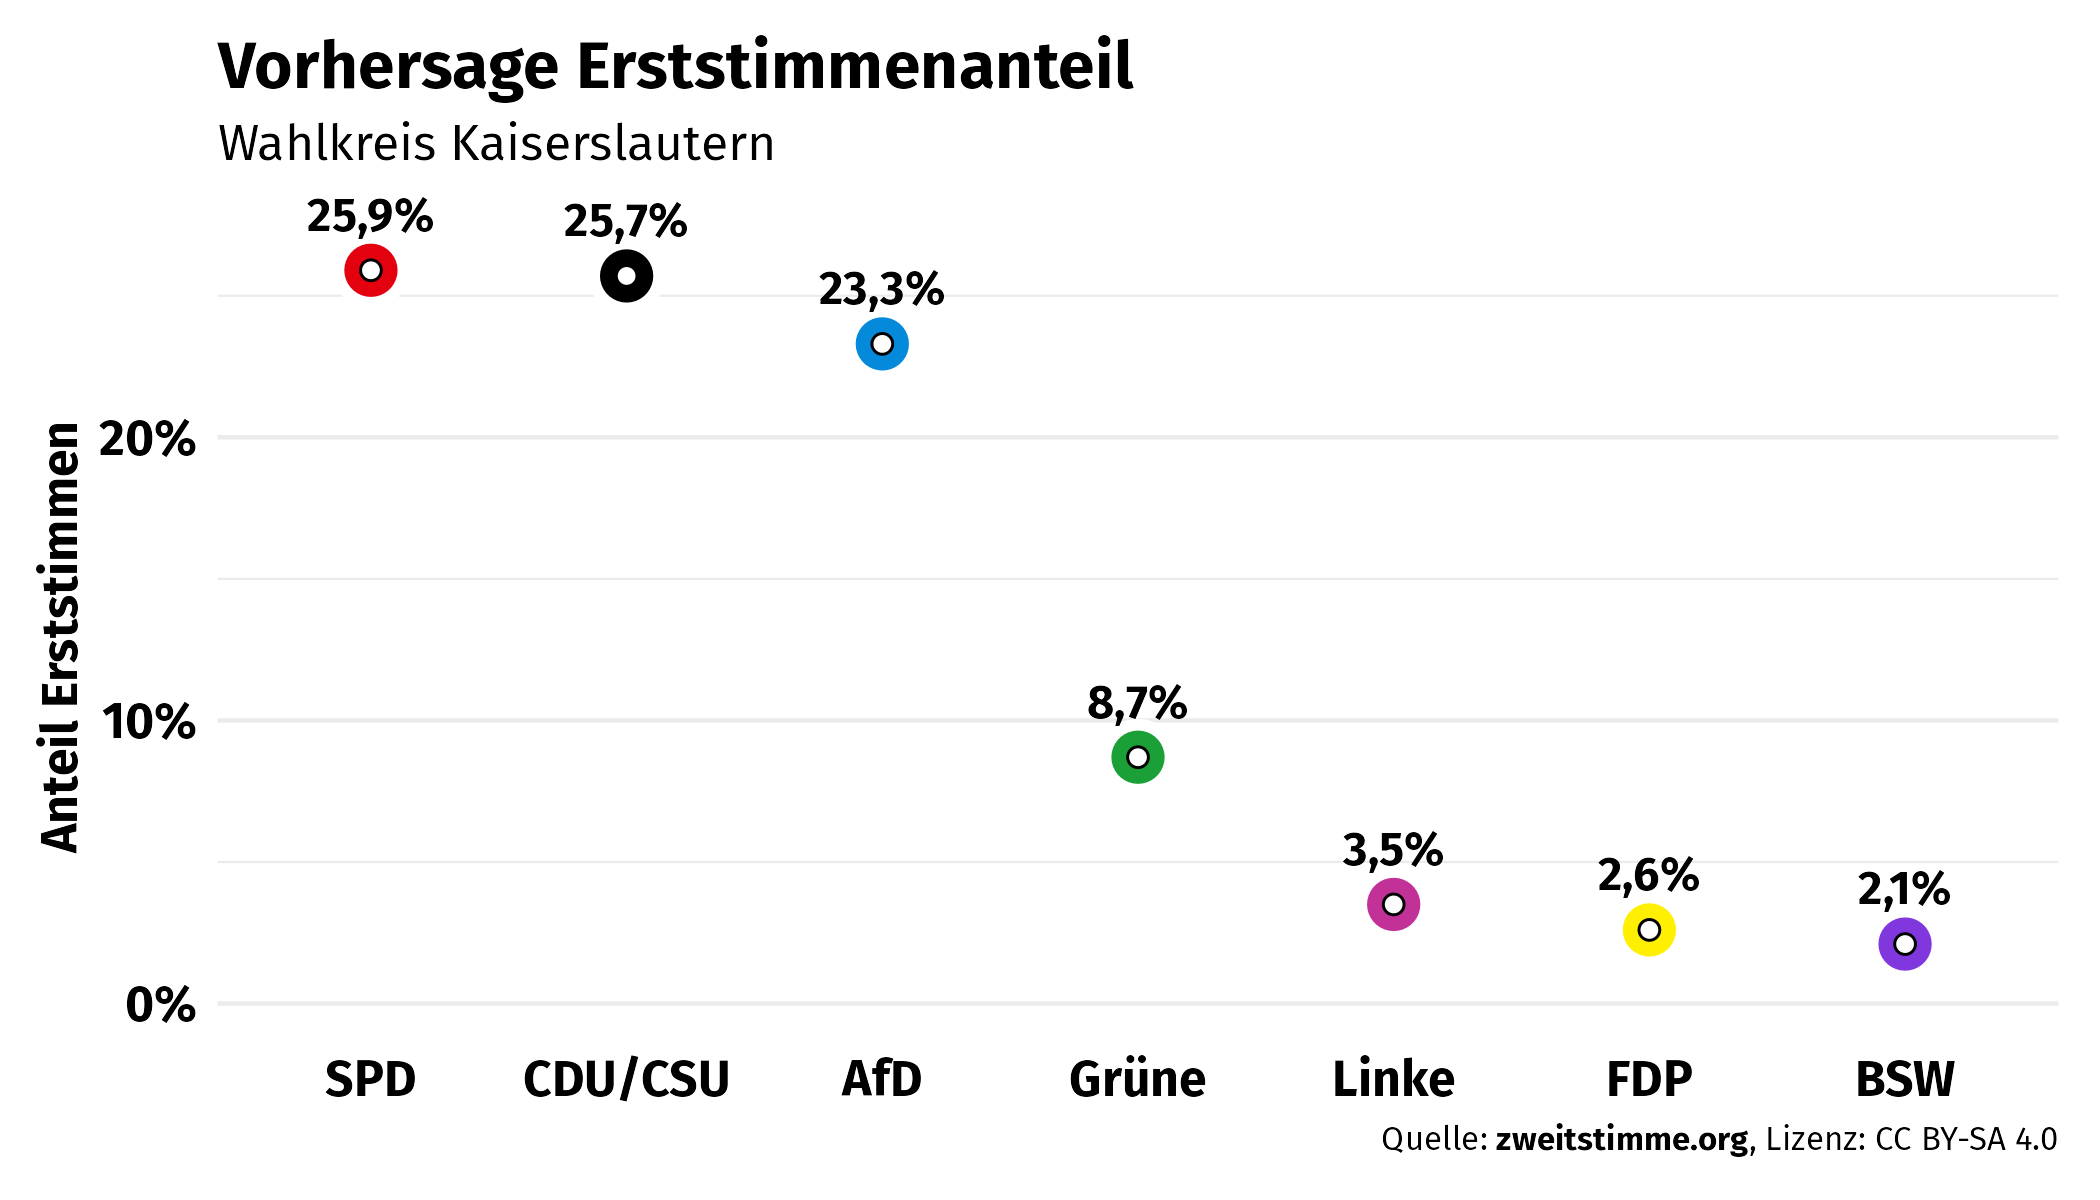 Vorhersage Erststimmenanteil
Wahlkreis Kaiserslautern
25,9%
25,7%
23,3%
8,7%
3,5%
2,6%
2,1%
Anteil Erststimmen
20%
10%
0%
SPD
CDU/CSU
AfD
Grüne
Linke
FDP
BSW
Quelle: zweitstimme.org, Lizenz: CC BY-SA 4.0